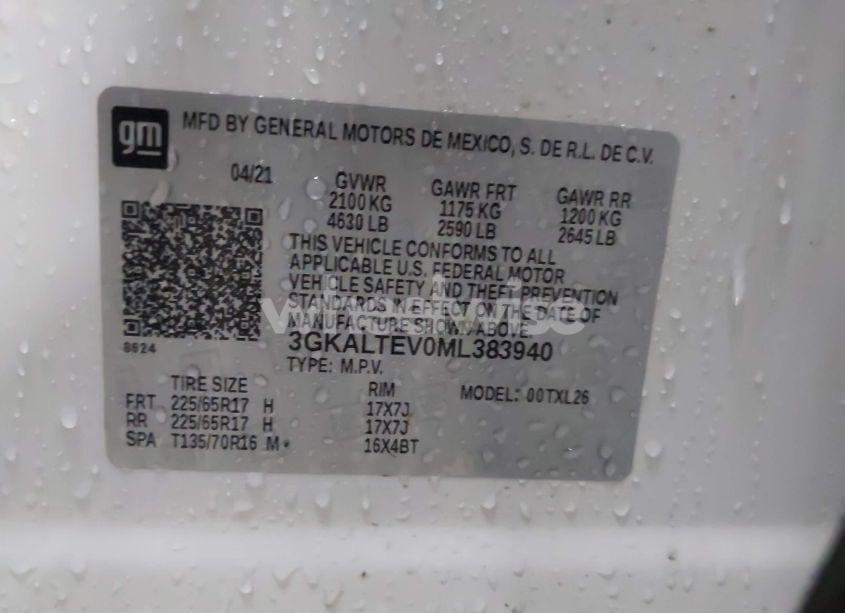 gm MFD BY GENERAL MOTORS DE MEXICO, S. DE R.L. DE C.V.
04/21 GVWR GAWR FRT GAWR RR
2100 KG 1175 KG 1200 KG
4630 LB 2590 LB 2645 LB
THIS VEHICLE CONFORMS TO ALL
APPLICABLE U.S. FEDERAL MOTOR
VEHICLE SAFETY AND THEFT PREVENTION
STANDARDS IN EFFECT ON THE DATE OF
MANUFACTURE SHOWN ABOVE.
8624 3GKALTEV0ML383940
TYPE: M.P.V.
TIRE SIZE RIM MODEL: 00TXL26
FRT 225/65R17 H 17X7J
RR 225/65R17 H 17X7J
SPA T135/70R16 M 16X4BT